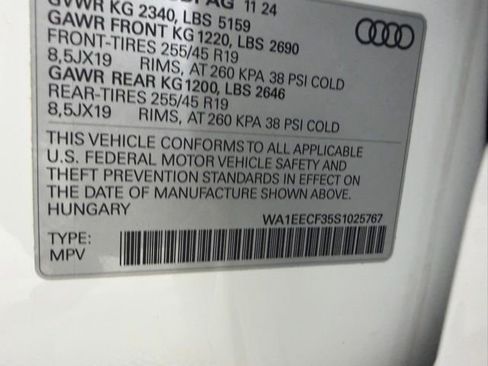 AG 11 24
GVWR KG 2340, LBS 5159
GAWR FRONT KG 1220, LBS 2690
FRONT-TIRES 255/45 R19
8,5JX19 RIMS, AT 260 KPA 38 PSI COLD
GAWR REAR KG1200, LBS 2646
REAR-TIRES 255/45 R19
8,5JX19 RIMS, AT 260 KPA 38 PSI COLD
THIS VEHICLE CONFORMS TO ALL APPLICABLE
U.S. FEDERAL MOTOR VEHICLE SAFETY AND
THEFT PREVENTION STANDARDS IN EFFECT ON
THE DATE OF MANUFACTURE SHOWN ABOVE.
HUNGARY
WA1EECF35S1025767
TYPE:
MPV